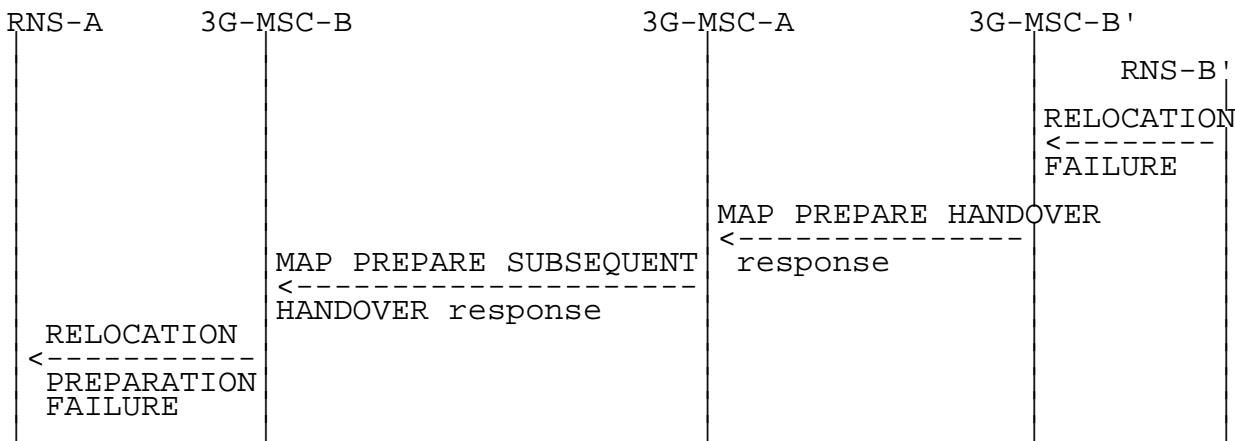 RNS-A 3G-MSC-B 3G-MSC-A 3G-MSC-B'
RNS-B'
RELOCATION
<--------
FAILURE
MAP PREPARE HANDOVER
<---------------
response
MAP PREPARE SUBSEQUENT
<---------------------
HANDOVER response
RELOCATION
<-----------
PREPARATION
FAILURE